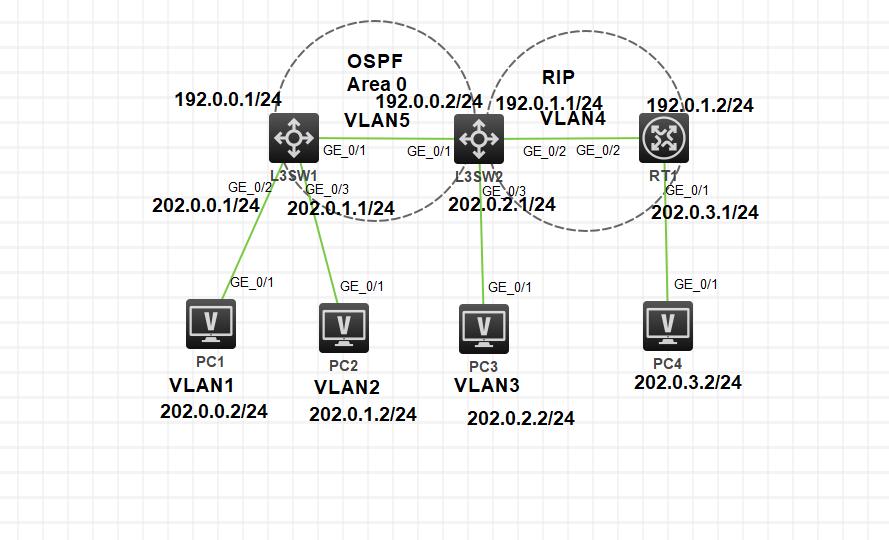 OSPF
Area 0
RIP
192.0.0.1/24
192.0.0.2/24
192.0.1.1/24
192.0.1.2/24
VLAN5
VLAN4
GE_0/1
GE_0/1
GE_0/2
GE_0/2
L3SW1
L3SW2
RT1
GE_0/2
GE_0/3
GE_0/3
GE_0/1
202.0.0.1/24
202.0.1.1/24
202.0.2.1/24
202.0.3.1/24
GE_0/1
GE_0/1
GE_0/1
GE_0/1
V
V
V
V
PC1
PC2
PC3
PC4
VLAN1
VLAN2
VLAN3
202.0.3.2/24
202.0.0.2/24
202.0.1.2/24
202.0.2.2/24